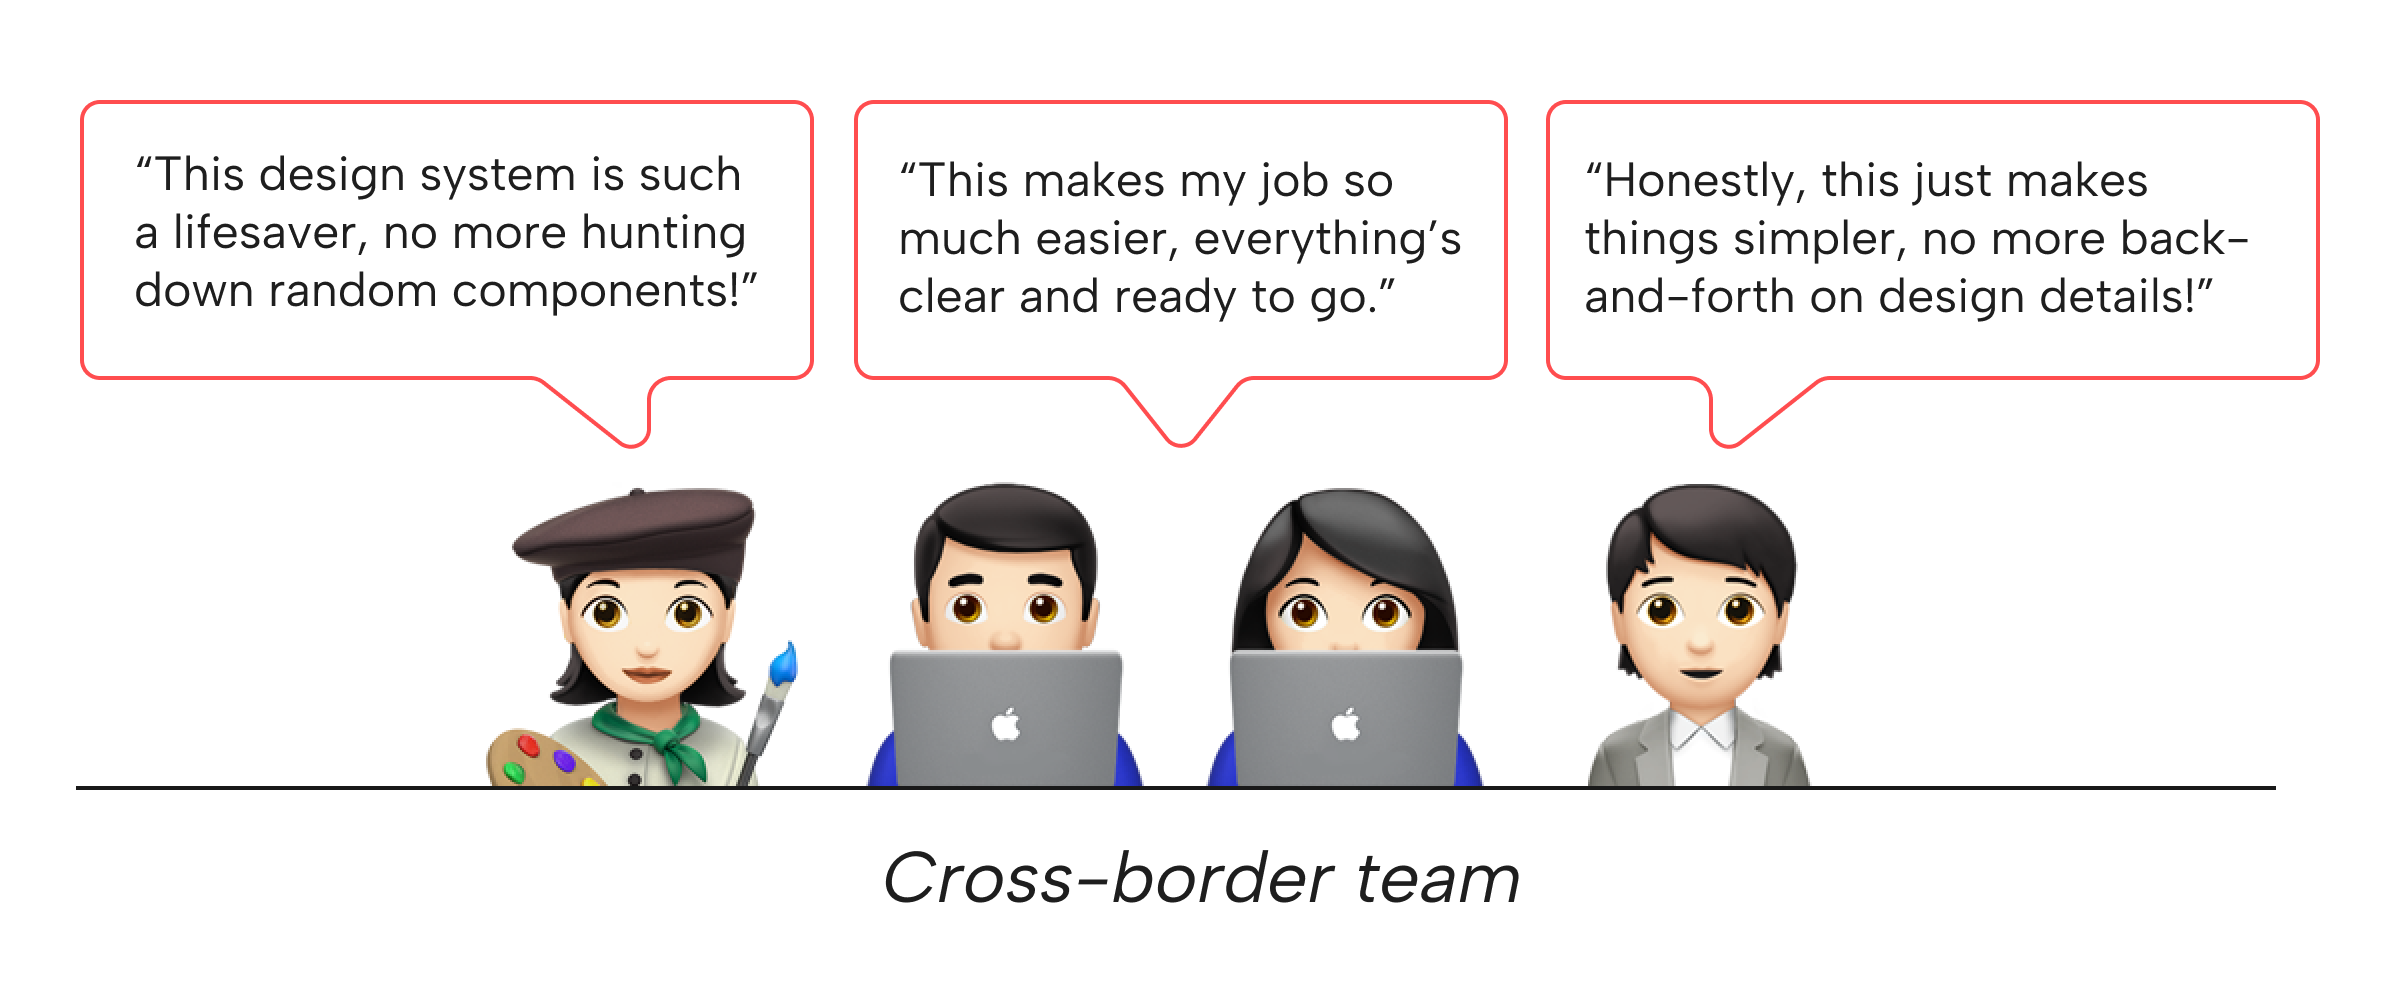 “This design system is such
a lifesaver, no more hunting
down random components!”
“This makes my job so
much easier, everything’s
clear and ready to go.”
“Honestly, this just makes
things simpler, no more back-
and-forth on design details!”
Cross-border team